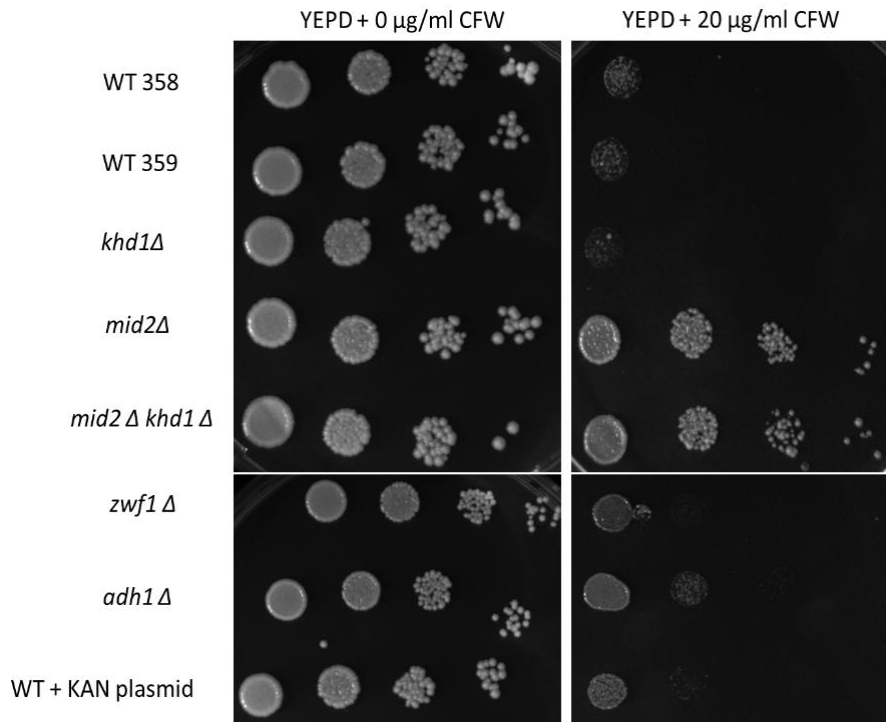 YEPD + 0 µg/ml CFW
YEPD + 20 µg/ml CFW
WT 358
WT 359
khd1Δ
mid2Δ
mid2 Δ khd1 Δ
zwf1 Δ
adh1 Δ
WT + KAN plasmid